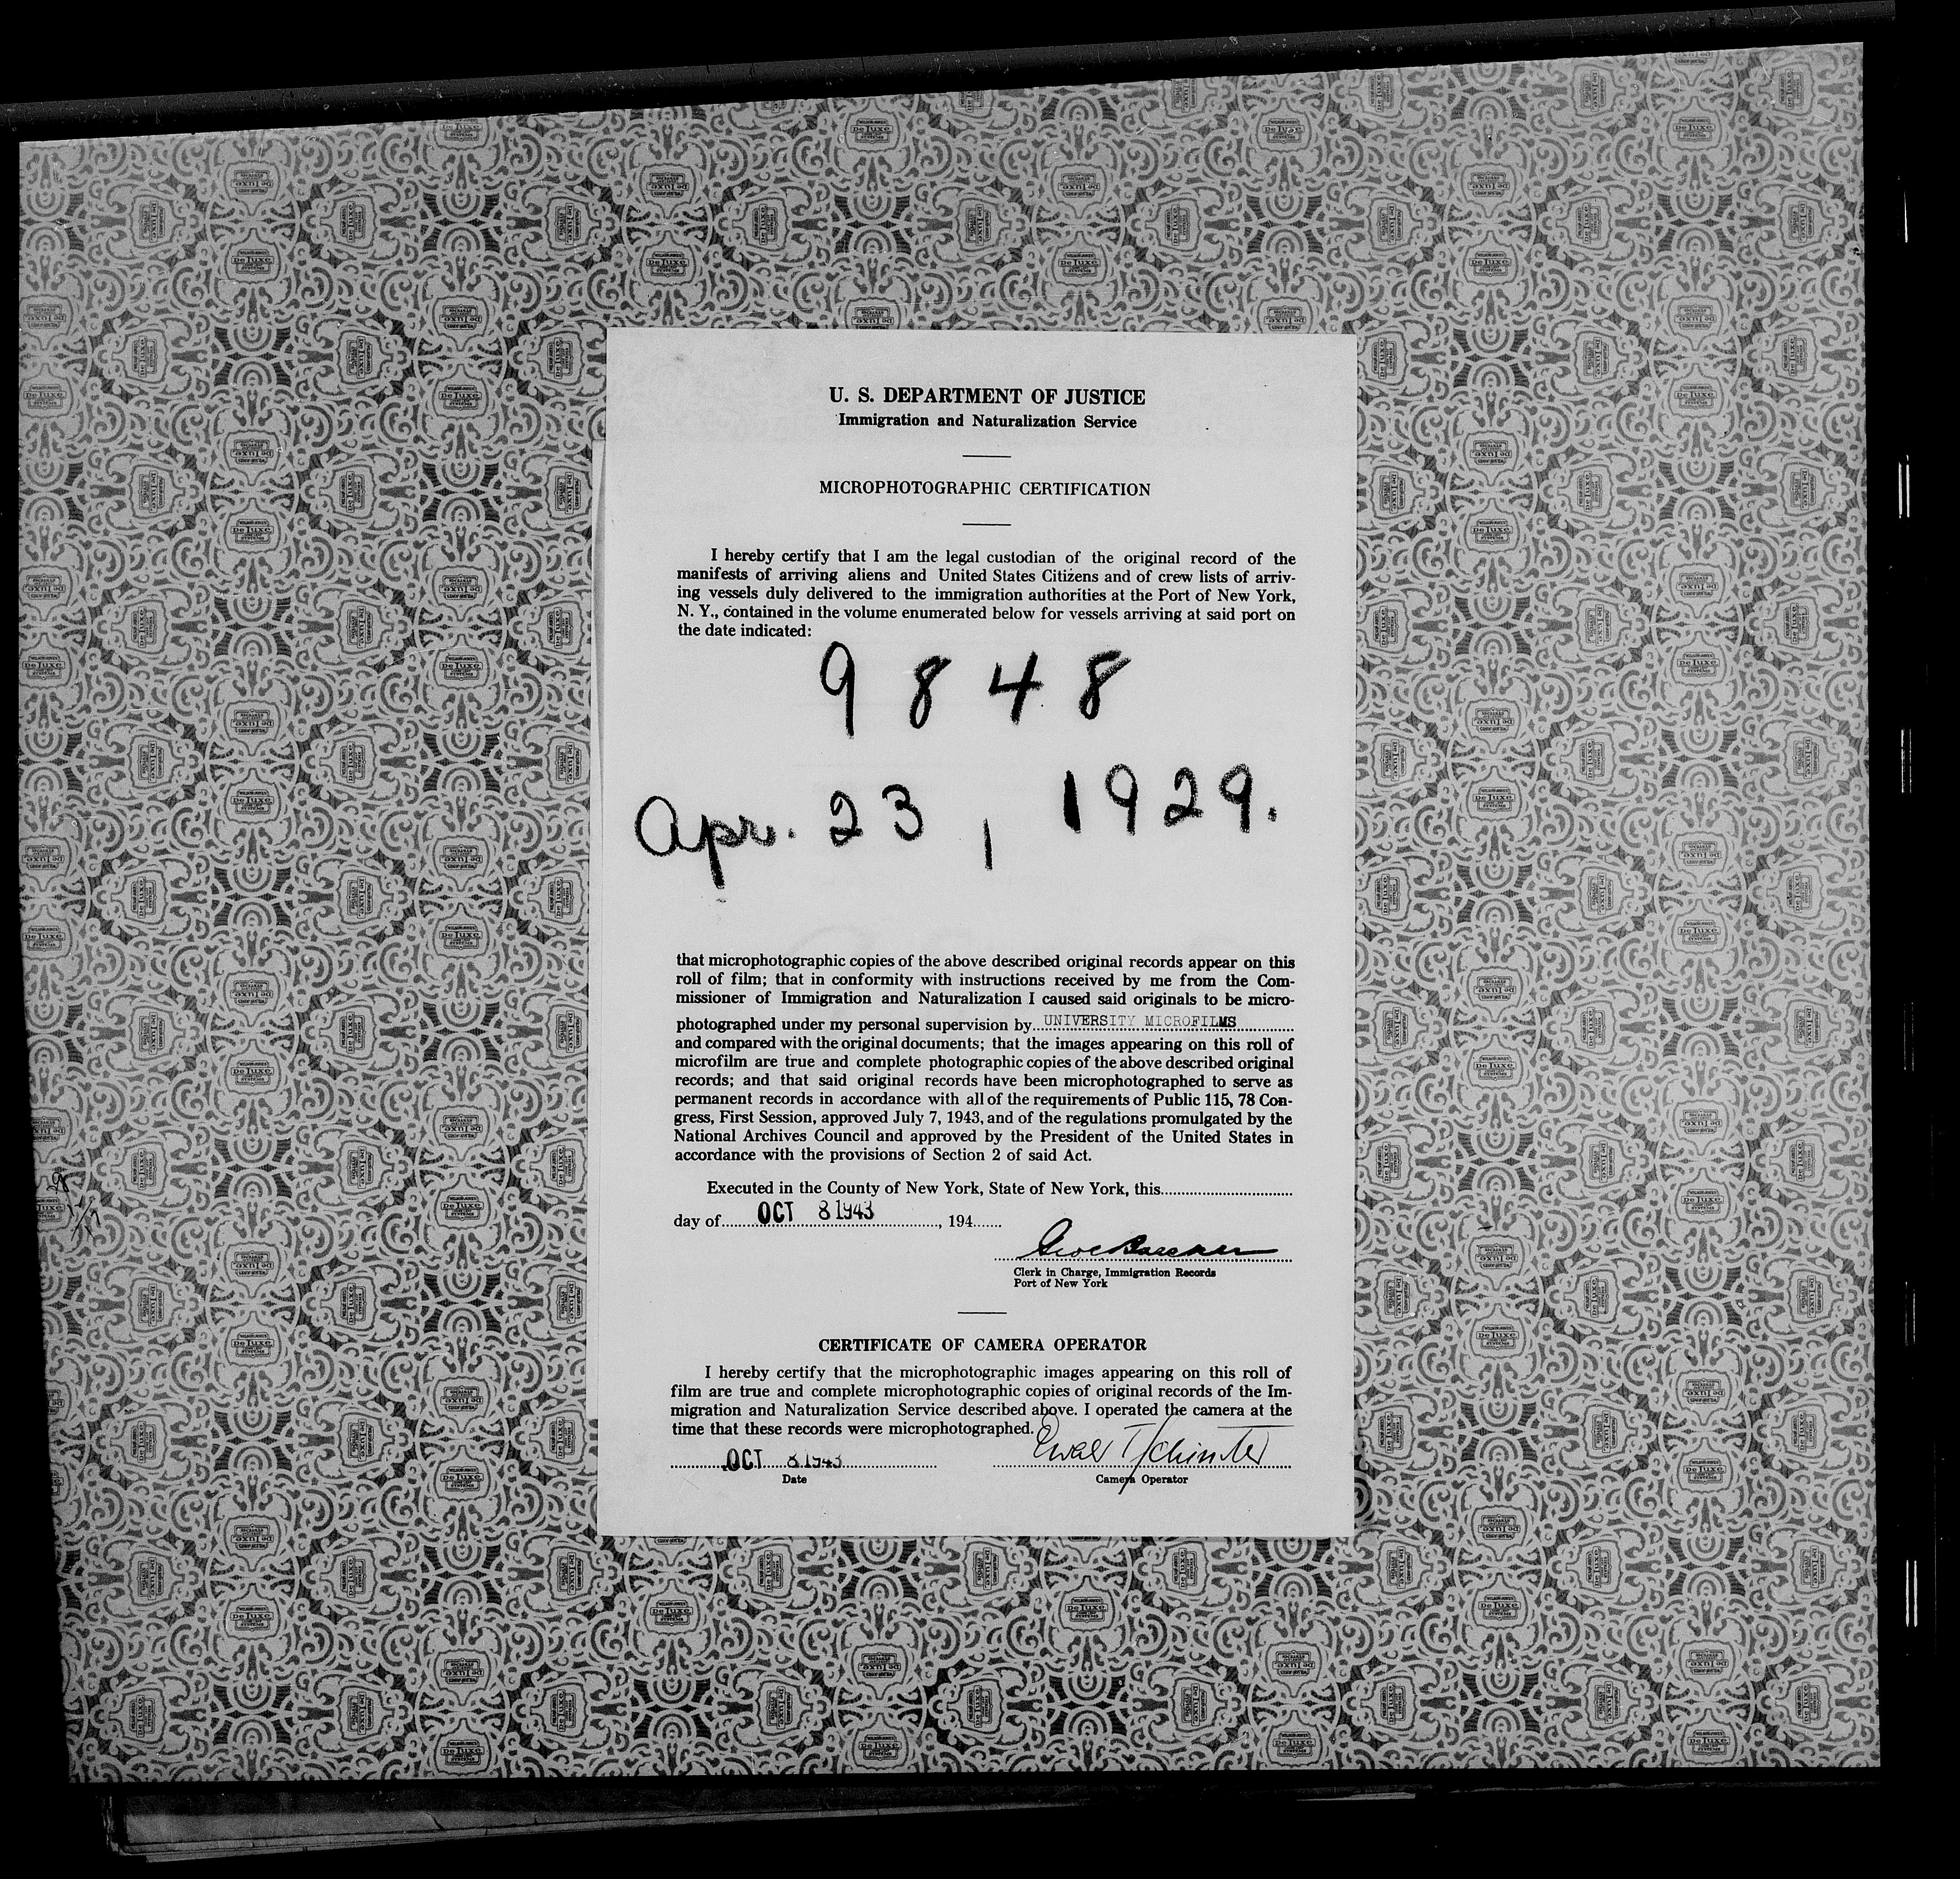 U. S. DEPARTMENT OF JUSTICE
Immigration and Naturalization Service
MICROPHOTOGRAPHIC CERTIFICATION
I hereby certify that I am the legal custodian of the original record of the
manifests of arriving aliens and United States Citizens and of crew lists of arriv-
ing vessels duly delivered to the immigration authorities at the Port of New York,
N. Y., contained in the volume enumerated below for vessels arriving at said port on
the date indicated:
9848
Apr. 23, 1929.
that microphotographic copies of the above described original records appear on this
roll of film; that in conformity with instructions received by me from the Com-
missioner of Immigration and Naturalization I caused said originals to be micro-
photographed under my personal supervision by UNIVERSITY MICROFILMS
and compared with the original documents; that the images appearing on this roll of
microfilm are true and complete photographic copies of the above described original
records; and that said original records have been microphotographed to serve as
permanent records in accordance with all of the requirements of Public 115, 78 Con-
gress, First Session, approved July 7, 1943, and of the regulations promulgated by the
National Archives Council and approved by the President of the United States in
accordance with the provisions of Section 2 of said Act.
Executed in the County of New York, State of New York, this
day of OCT 8 1943, 194
Clerk in Charge, Immigration Records
Port of New York
CERTIFICATE OF CAMERA OPERATOR
I hereby certify that the microphotographic images appearing on this roll of
film are true and complete microphotographic copies of original records of the Im-
migration and Naturalization Service described above. I operated the camera at the
time that these records were microphotographed.
OCT 8 1943
Date
Camera Operator